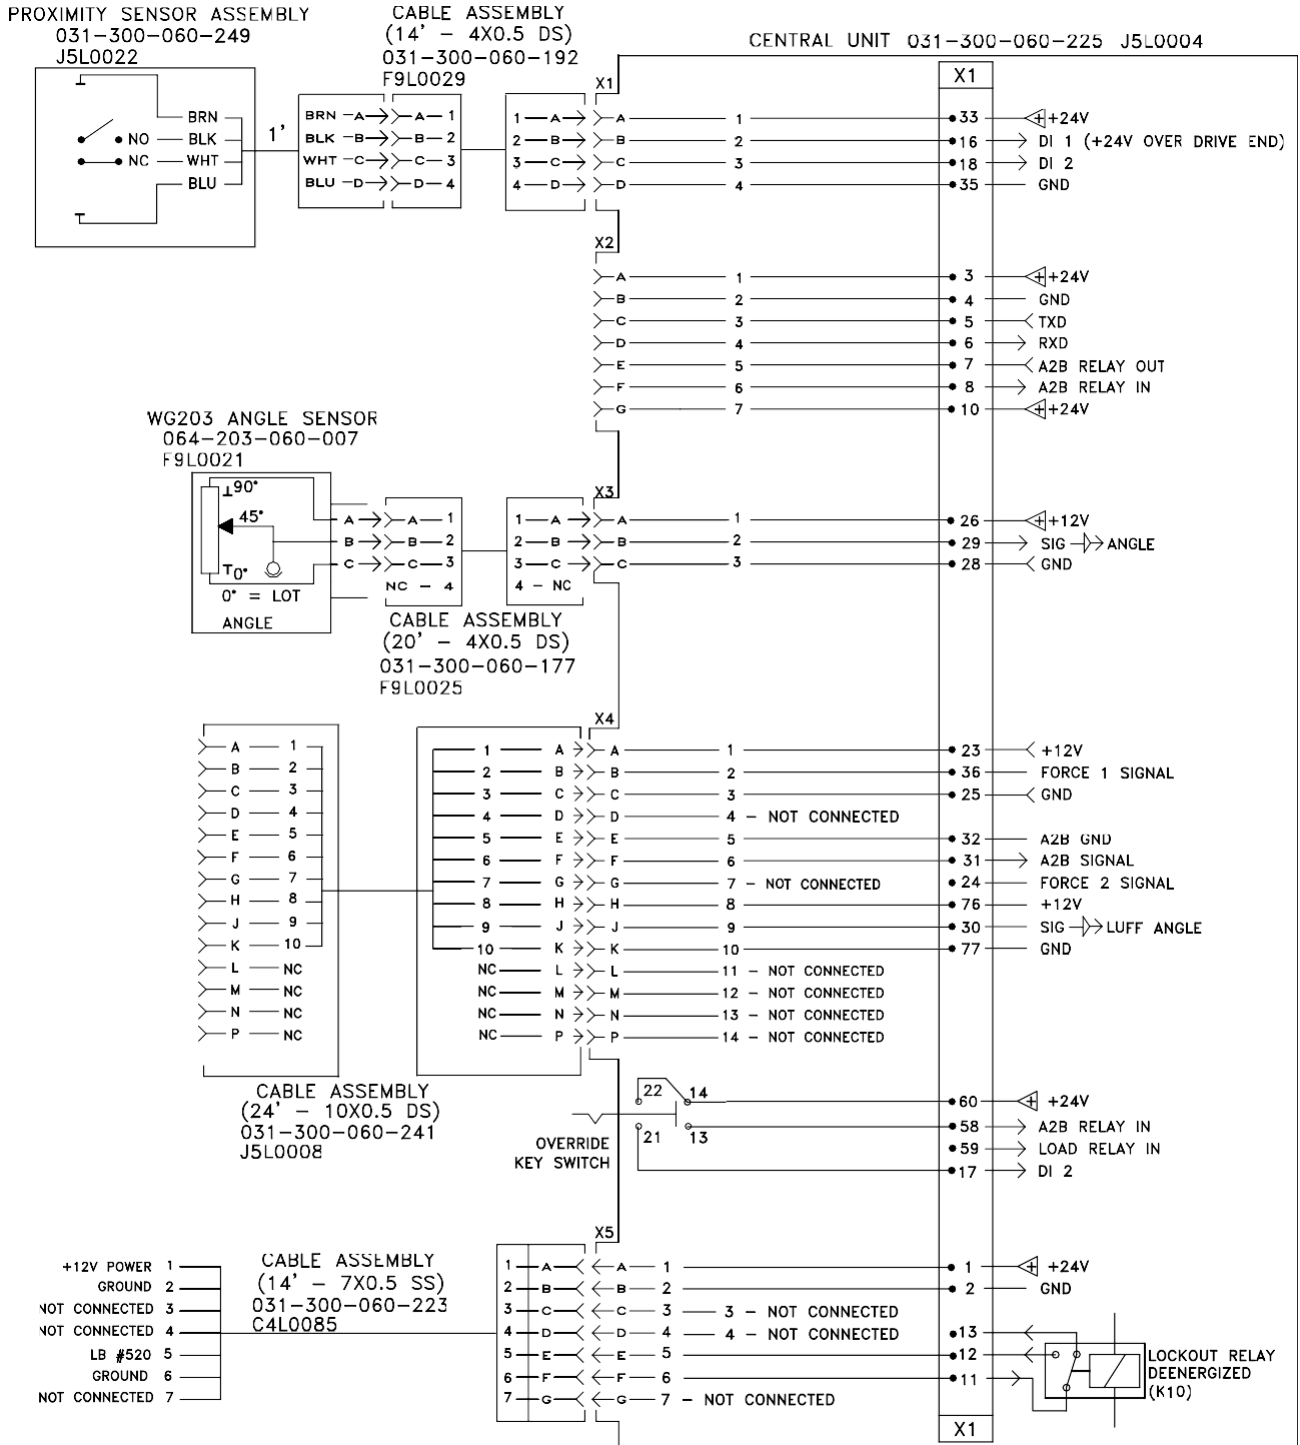 PROXIMITY SENSOR ASSEMBLY
031-300-060-249
J5L0022
CABLE ASSEMBLY
(14' - 4X0.5 DS)
031-300-060-192
F9L0029
CENTRAL UNIT 031-300-060-225 J5L0004
X1
X1
BRN
NO BLK
NC WHT
BLU
1'
BRN A A 1
BLK B B 2
WHT C C 3
BLU D D 4
1 A A 1 33 +24V
2 B B 2 16 DI 1 (+24V OVER DRIVE END)
3 C C 3 18 DI 2
4 D D 4 35 GND
X2
A 1 3 +24V
B 2 4 GND
C 3 5 TXD
D 4 6 RXD
E 5 7 A2B RELAY OUT
F 6 8 A2B RELAY IN
G 7 10 +24V
WG203 ANGLE SENSOR
064-203-060-007
F9L0021
90°
45°
0°
0° = LOT
ANGLE
A A 1
B B 2
C C 3
NC - 4
X3
1 A A 1 26 +12V
2 B B 2 29 SIG ANGLE
3 C C 3 28 GND
4 - NC
CABLE ASSEMBLY
(20' - 4X0.5 DS)
031-300-060-177
F9L0025
X4
A 1
B 2
C 3
D 4
E 5
F 6
G 7
H 8
J 9
K 10
L NC
M NC
N NC
P NC
1 A A 1 23 +12V
2 B B 2 36 FORCE 1 SIGNAL
3 C C 3 25 GND
4 D D 4 - NOT CONNECTED
5 E E 5 32 A2B GND
6 F F 6 31 A2B SIGNAL
7 G G 7 - NOT CONNECTED 24 FORCE 2 SIGNAL
8 H H 8 76 +12V
9 J J 9 30 SIG LUFF ANGLE
10 K K 10 77 GND
NC L L 11 - NOT CONNECTED
NC M M 12 - NOT CONNECTED
NC N N 13 - NOT CONNECTED
NC P P 14 - NOT CONNECTED
CABLE ASSEMBLY
(24' - 10X0.5 DS)
031-300-060-241
J5L0008
OVERRIDE
KEY SWITCH
22 14 60 +24V
21 13 58 A2B RELAY IN
59 LOAD RELAY IN
17 DI 2
X5
+12V POWER 1
GROUND 2
NOT CONNECTED 3
NOT CONNECTED 4
LB #520 5
GROUND 6
NOT CONNECTED 7
CABLE ASSEMBLY
(14' - 7X0.5 SS)
031-300-060-223
C4L0085
1 A A 1 1 +24V
2 B B 2 2 GND
3 C C 3 3 - NOT CONNECTED
4 D D 4 4 - NOT CONNECTED 13
5 E E 5 12
6 F F 6 11
7 G G 7 - NOT CONNECTED
LOCKOUT RELAY
DEENERGIZED
(K10)
X1